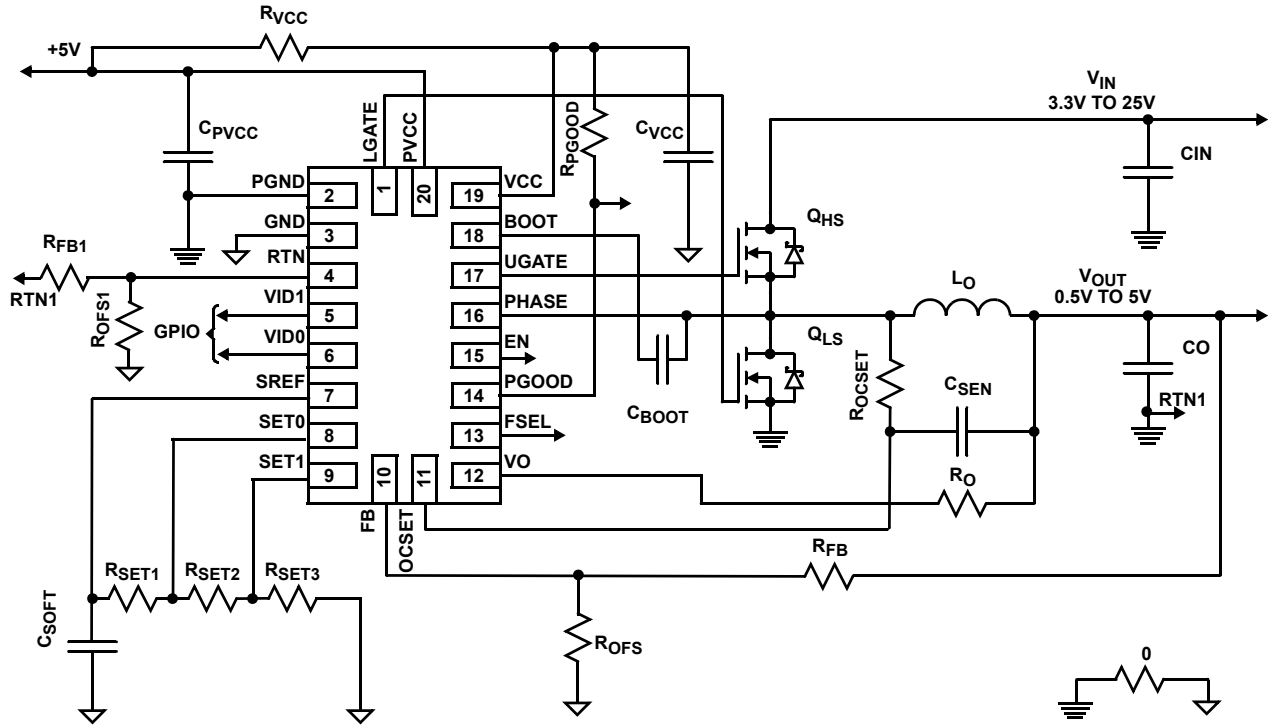 RVCC
+5V
VIN
3.3V TO 25V
LGATE
PVCC
CPVCC
RPGOOD
CVCC
CIN
1
20
PGND
2
19
VCC
GND
3
18
BOOT
QHS
RFB1
RTN
4
17
UGATE
RTN1
ROFS1
VID1
5
16
PHASE
LO
VOUT
0.5V TO 5V
GPIO
VID0
6
15
EN
QLS
CO
SREF
7
14
PGOOD
ROCSET
CSEN
RTN1
CBOOT
SET0
8
13
FSEL
SET1
9
10
11
12
VO
RO
FB
OCSET
RFB
RSET1
RSET2
RSET3
CSOFT
ROFS
0